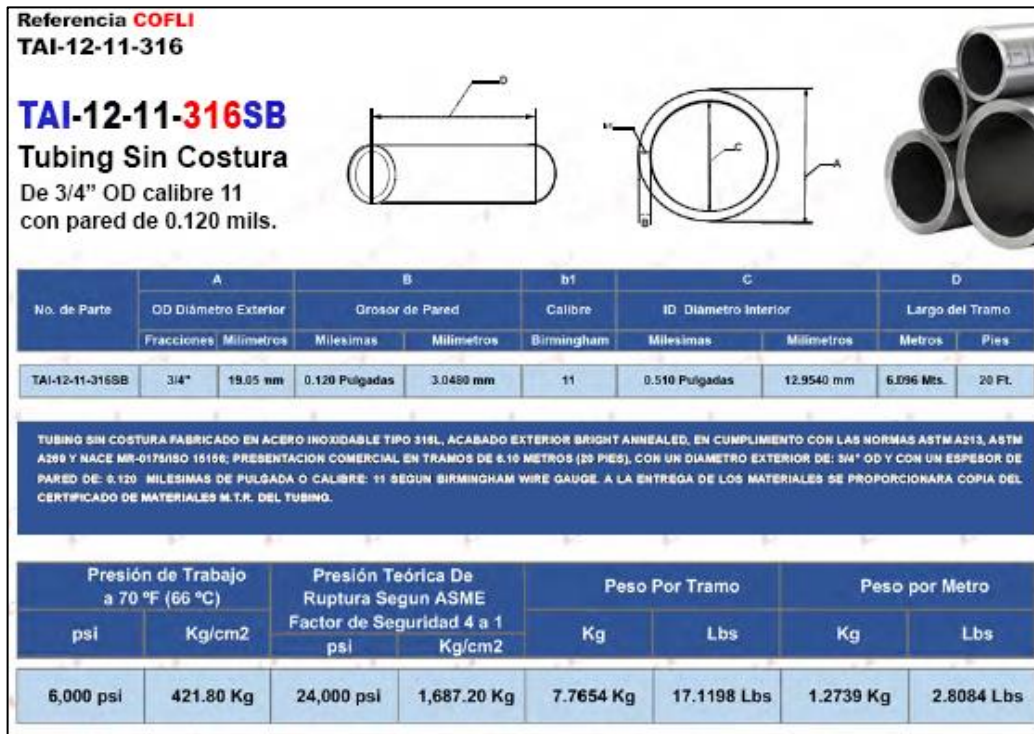 Referencia COFLI
TAI-12-11-316
TAI-12-11-316SB
Tubing Sin Costura
De 3/4" OD calibre 11
con pared de 0.120 mils.
D
M
C
A
B
A B b1 C D
No. de Parte OD Diámetro Exterior Grosor de Pared Calibre ID Diámetro Interior Largo del Tramo
Fracciones Milímetros Milesimas Milímetros Birmingham Milesimas Milímetros Metros Pies
TAI-12-11-316SB 3/4" 19.05 mm 0.120 Pulgadas 3.0480 mm 11 0.510 Pulgadas 12.9540 mm 6.096 Mts. 20 Ft.
TUBING SIN COSTURA FABRICADO EN ACERO INOXIDABLE TIPO 316L, ACABADO EXTERIOR BRIGHT ANNEALED, EN CUMPLIMIENTO CON LAS NORMAS ASTM A213, ASTM
A269 Y NACE MR-0175/ISO 15156; PRESENTACION COMERCIAL EN TRAMOS DE 6.10 METROS (20 PIES), CON UN DIAMETRO EXTERIOR DE: 3/4" OD Y CON UN ESPESOR DE
PARED DE: 0.120 MILESIMAS DE PULGADA O CALIBRE: 11 SEGUN BIRMINGHAM WIRE GAUGE. A LA ENTREGA DE LOS MATERIALES SE PROPORCIONARA COPIA DEL
CERTIFICADO DE MATERIALES M.T.R. DEL TUBING.
Presión de Trabajo
a 70 ºF (66 ºC)
Presión Teórica De
Ruptura Segun ASME
Factor de Seguridad 4 a 1
Peso Por Tramo Peso por Metro
psi Kg/cm2 psi Kg/cm2 Kg Lbs Kg Lbs
6,000 psi 421.80 Kg 24,000 psi 1,687.20 Kg 7.7654 Kg 17.1198 Lbs 1.2739 Kg 2.8084 Lbs